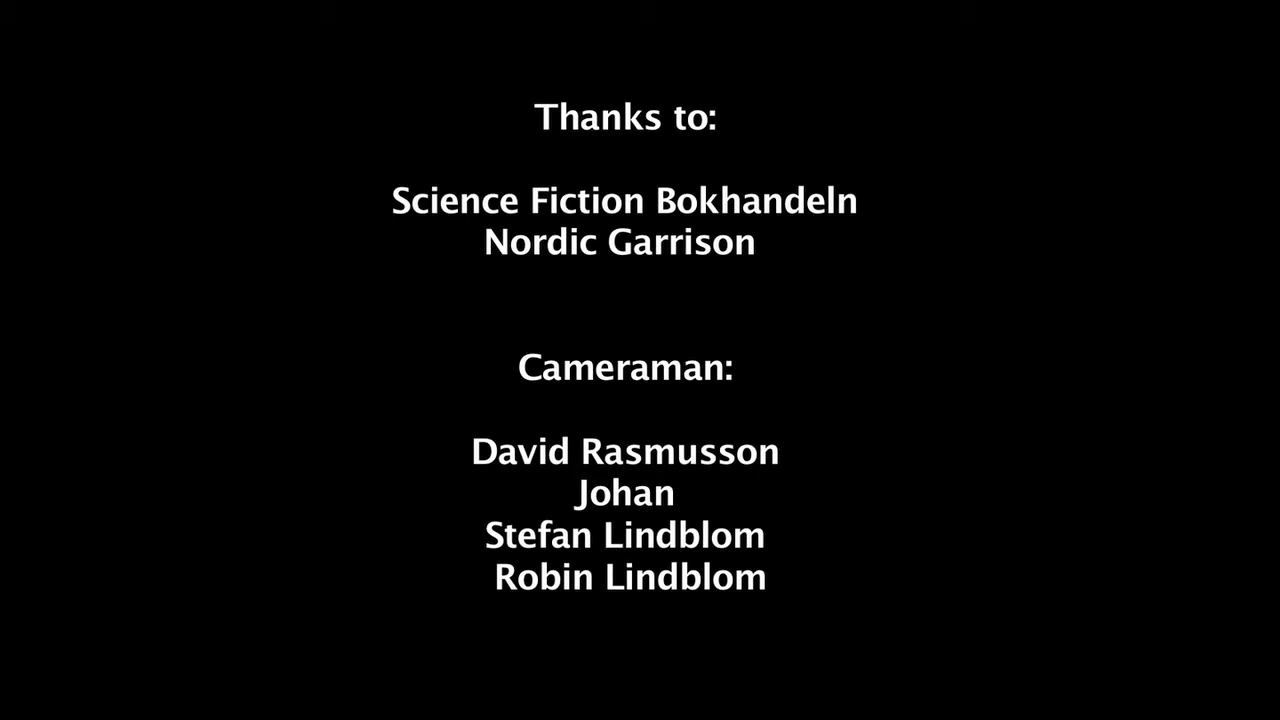 Thanks to:
Science Fiction Bokhandeln
Nordic Garrison
Cameraman:
David Rasmusson
Johan
Stefan Lindblom
Robin Lindblom